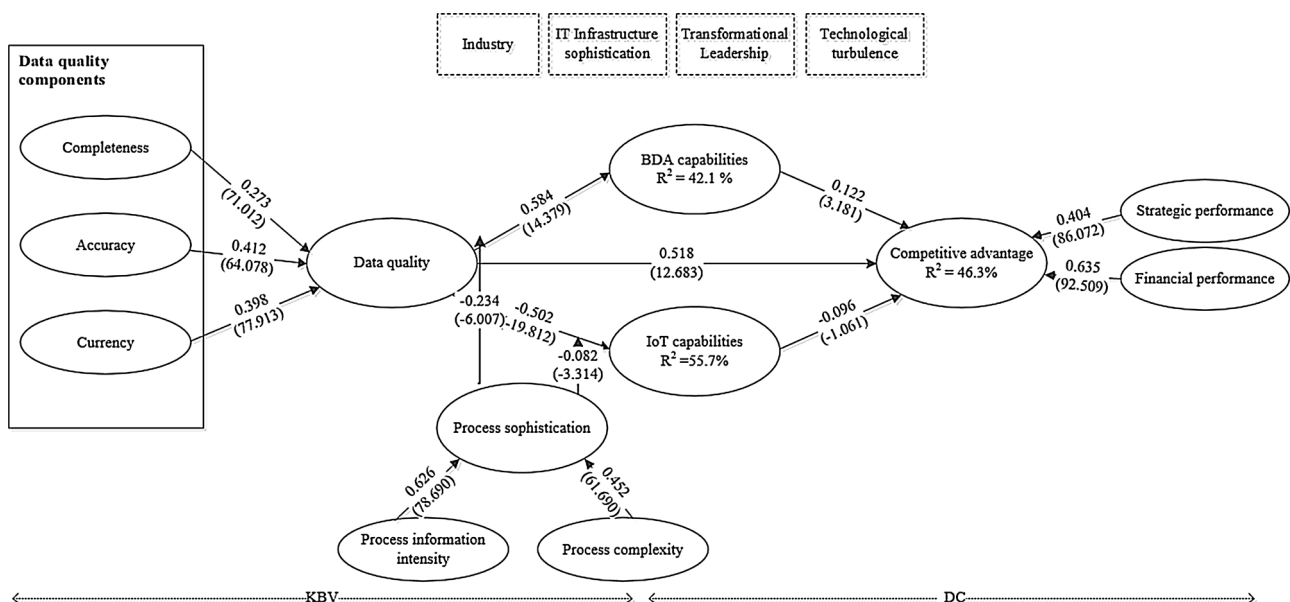 Industry
IT Infrastructure
sophistication
Transformational
Leadership
Technological
turbulence
Data quality
components
Completeness
Accuracy
Currency
0.273
(71.012)
0.412
(64.078)
0.398
(77.913)
Data quality
0.584
(14.379)
0.518
(12.683)
-0.234
(-6.007)
-0.502
-19.812)
-0.082
(-3.314)
BDA capabilities
R² = 42.1 %
IoT capabilities
R² =55.7%
0.122
(3.181)
-0.096
(-1.061)
Competitive advantage
R² = 46.3%
0.404
(86.072)
0.635
(92.509)
Strategic performance
Financial performance
Process sophistication
0.626
(78.690)
0.452
(61.690)
Process information
intensity
Process complexity
KBV
DC